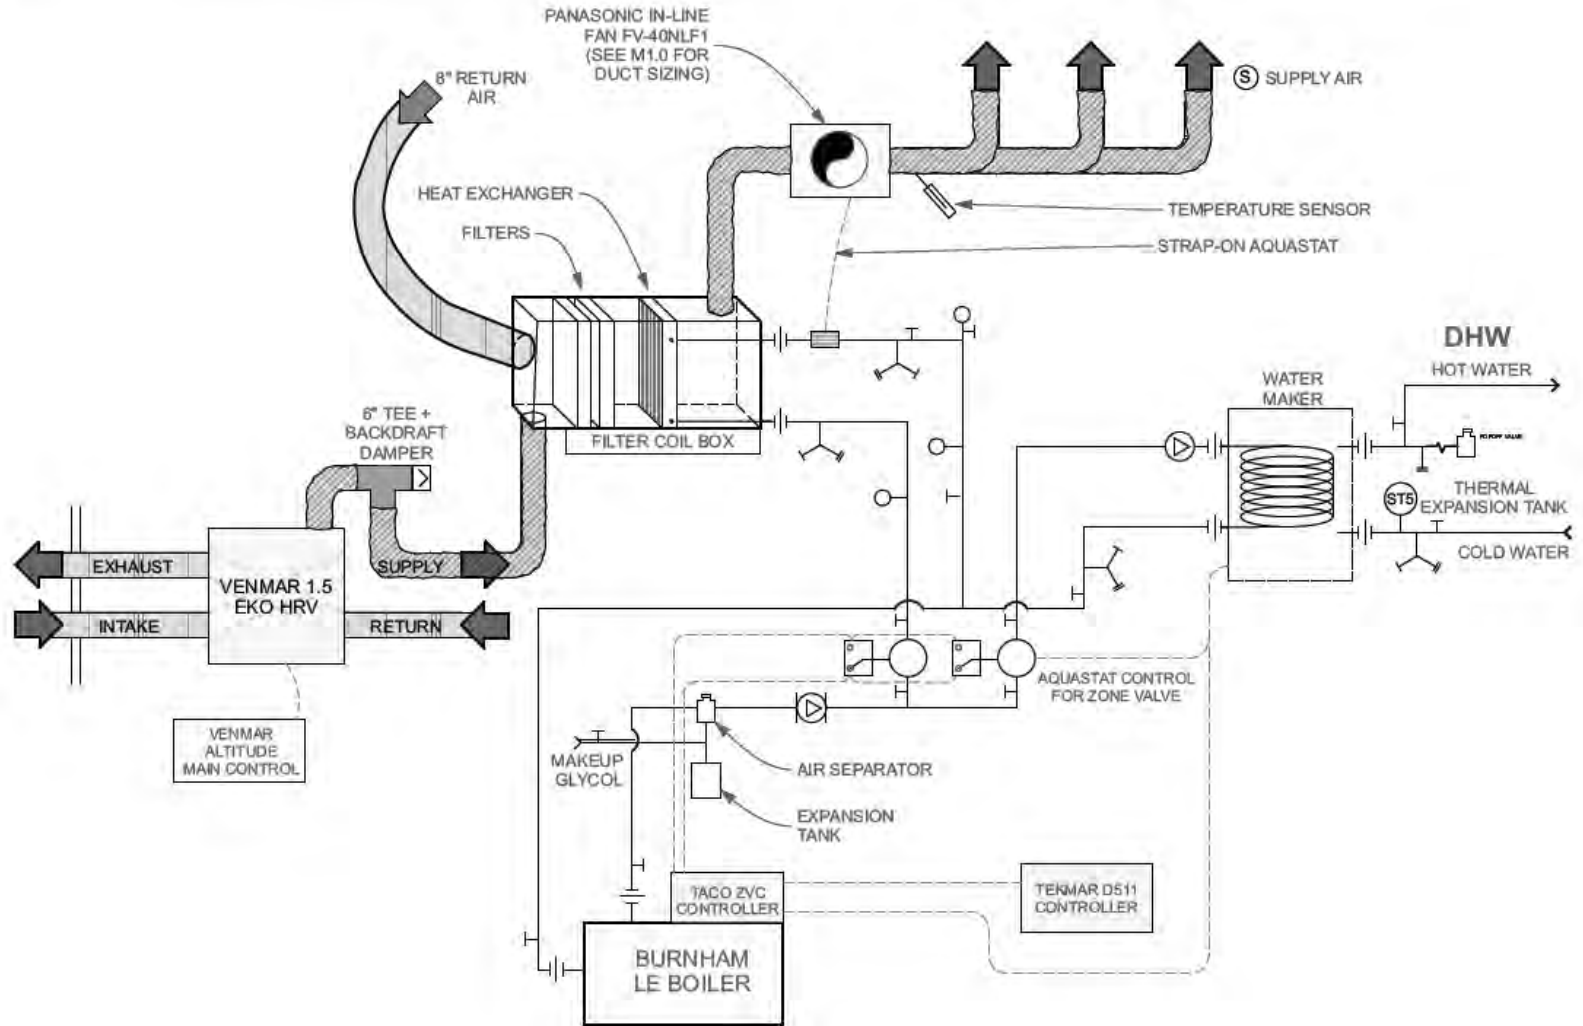 PANASONIC IN-LINE
FAN FV-40NLF1
(SEE M1.0 FOR
DUCT SIZING)
8" RETURN
AIR
S SUPPLY AIR
HEAT EXCHANGER
FILTERS
TEMPERATURE SENSOR
STRAP-ON AQUASTAT
DHW
HOT WATER
WATER
MAKER
6" TEE +
BACKDRAFT
DAMPER
FILTER COIL BOX
VALVE
ST5
THERMAL
EXPANSION TANK
COLD WATER
EXHAUST
SUPPLY
VENMAR 1.5
EKO HRV
INTAKE
RETURN
AQUASTAT CONTROL
FOR ZONE VALVE
VENMAR
ALTITUDE
MAIN CONTROL
MAKEUP
GLYCOL
AIR SEPARATOR
EXPANSION
TANK
TACO ZVC
CONTROLLER
TEKMAR D511
CONTROLLER
BURNHAM
LE BOILER